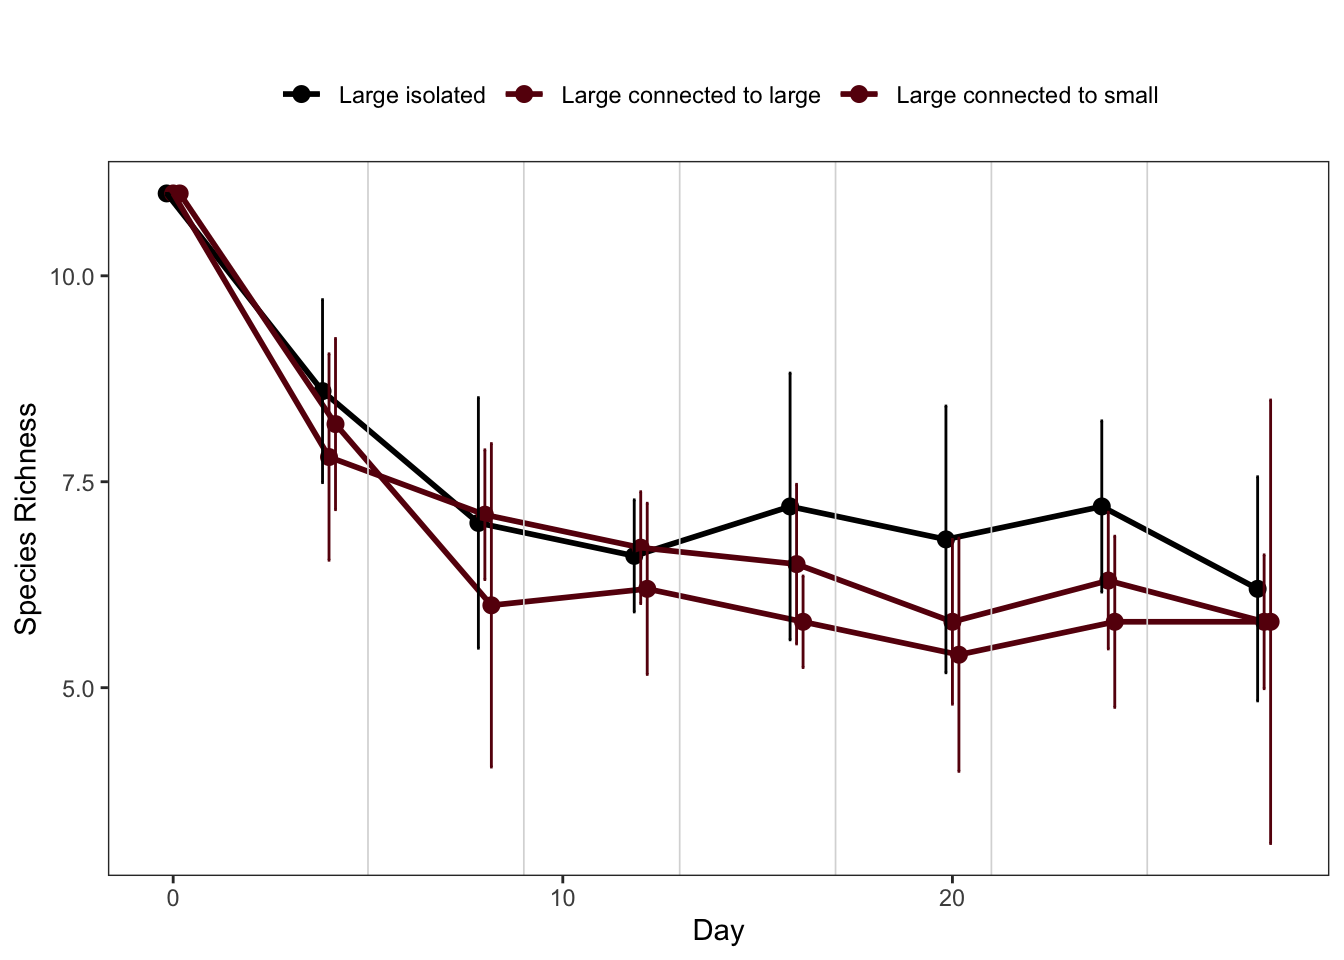 Large isolated Large connected to large Large connected to small
Species Richness
10.0
7.5
5.0
0 10 20
Day